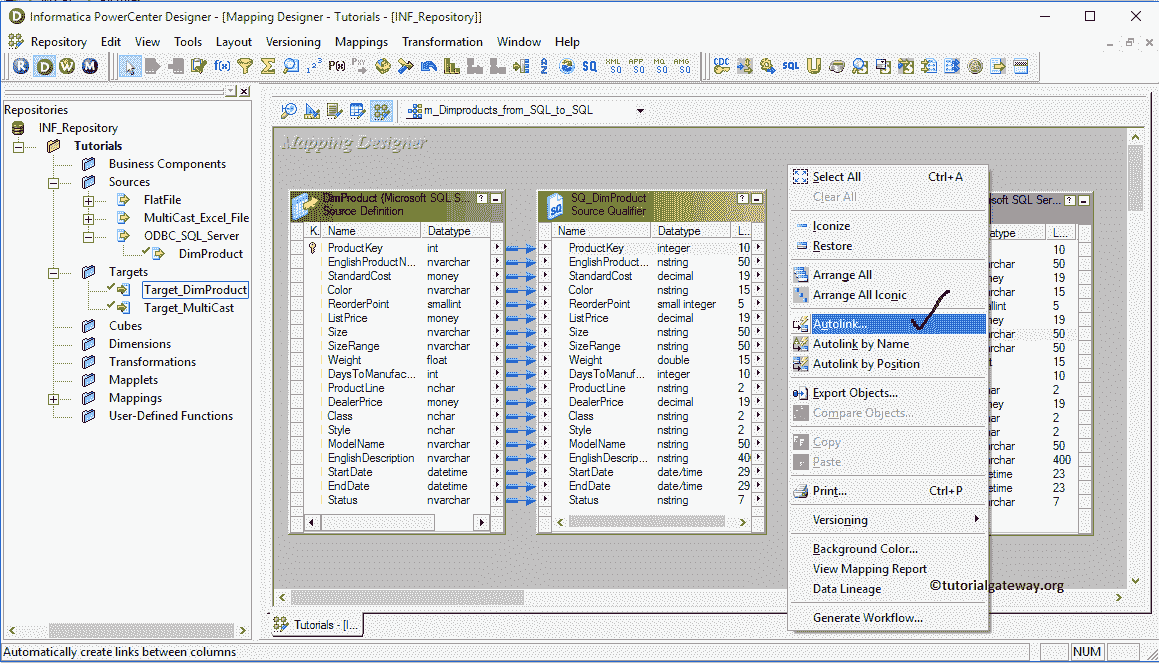 Informatica PowerCenter Designer - [Mapping Designer - Tutorials - [INF_Repository]]
Repository Edit View Tools Layout Versioning Mappings Transformation Window Help
Repositories
INF_Repository
Tutorials
Business Components
Sources
FlatFile
MultiCast_Excel_File
ODBC_SQL_Server
DimProduct
Targets
Target_DimProduct
Target_MultiCast
Cubes
Dimensions
Transformations
Mapplets
Mappings
User-Defined Functions
m_Dimproducts_from_SQL_to_SQL
Mapping Designer
DimProduct (Microsoft SQL S...
Source Definition
K. Name Datatype
ProductKey int
EnglishProductN... nvarchar
StandardCost money
Color nvarchar
ReorderPoint smallint
ListPrice money
Size nvarchar
SizeRange nvarchar
Weight float
DaysToManufac... int
ProductLine nchar
DealerPrice money
Class nchar
Style nchar
ModelName nvarchar
EnglishDescription nvarchar
StartDate datetime
EndDate datetime
Status nvarchar
SQ_DimProduct
Source Qualifier
Name Datatype L...
ProductKey integer 10
EnglishProduct... nstring 50
StandardCost decimal 19
Color nstring 15
ReorderPoint small integer 5
ListPrice decimal 19
Size nstring 50
SizeRange nstring 50
Weight double 15
DaysToManuf... integer 10
ProductLine nstring 2
DealerPrice decimal 19
Class nstring 2
Style nstring 2
ModelName nstring 50
EnglishDescrip... nstring 400
StartDate date/time 29
EndDate date/time 29
Status nstring 7
Select All Ctrl+A
Clear All
Iconize
Restore
Arrange All
Arrange All Iconic
Autolink...
Autolink by Name
Autolink by Position
Export Objects...
Compare Objects...
Copy
Paste
Print... Ctrl+P
Versioning
Background Color...
View Mapping Report
Data Lineage
Generate Workflow...
soft SQL Ser...
atype L...
10
archar 50
ney 19
archar 15
allint 5
ney 19
archar 50
archar 50
t 15
10
ar 2
ney 19
ar 2
ar 2
archar 50
archar 400
etime 23
etime 23
archar 7
©tutorialgateway.org
Tutorials - [I...
Automatically create links between columns NUM